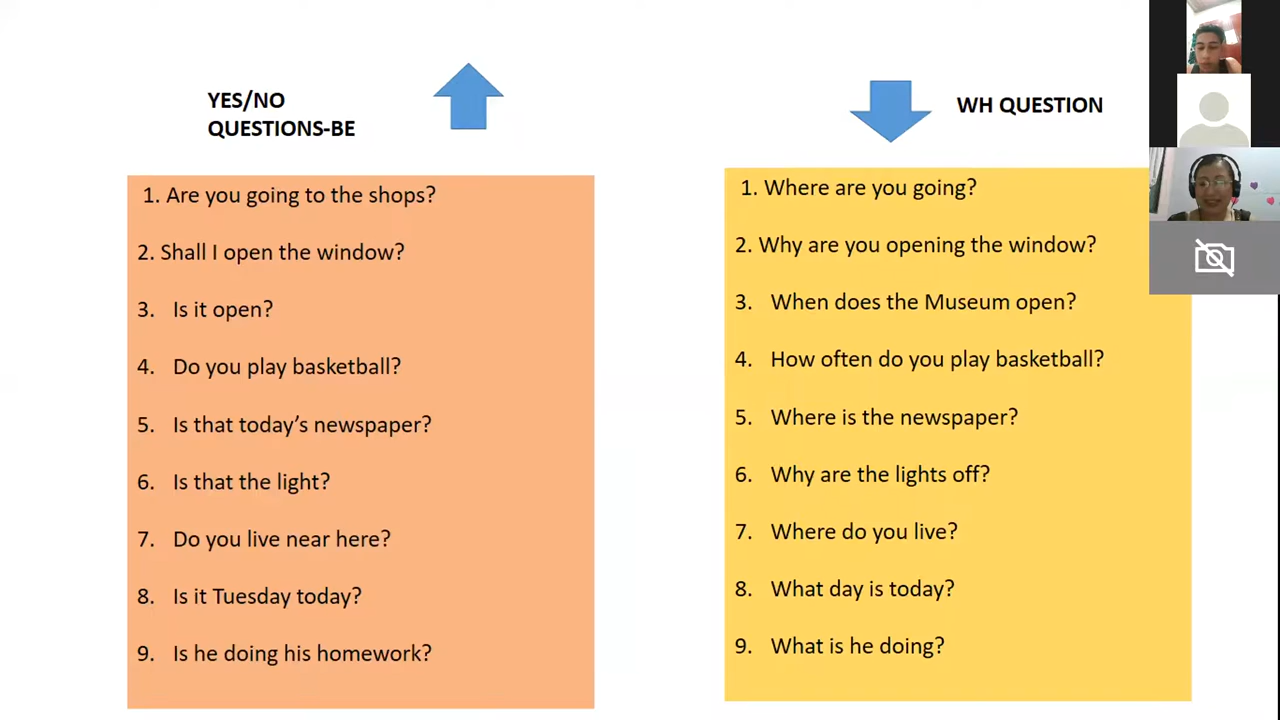 YES/NO
QUESTIONS-BE
1. Are you going to the shops?
2. Shall I open the window?
3. Is it open?
4. Do you play basketball?
5. Is that today’s newspaper?
6. Is that the light?
7. Do you live near here?
8. Is it Tuesday today?
9. Is he doing his homework?
WH QUESTION
1. Where are you going?
2. Why are you opening the window?
3. When does the Museum open?
4. How often do you play basketball?
5. Where is the newspaper?
6. Why are the lights off?
7. Where do you live?
8. What day is today?
9. What is he doing?